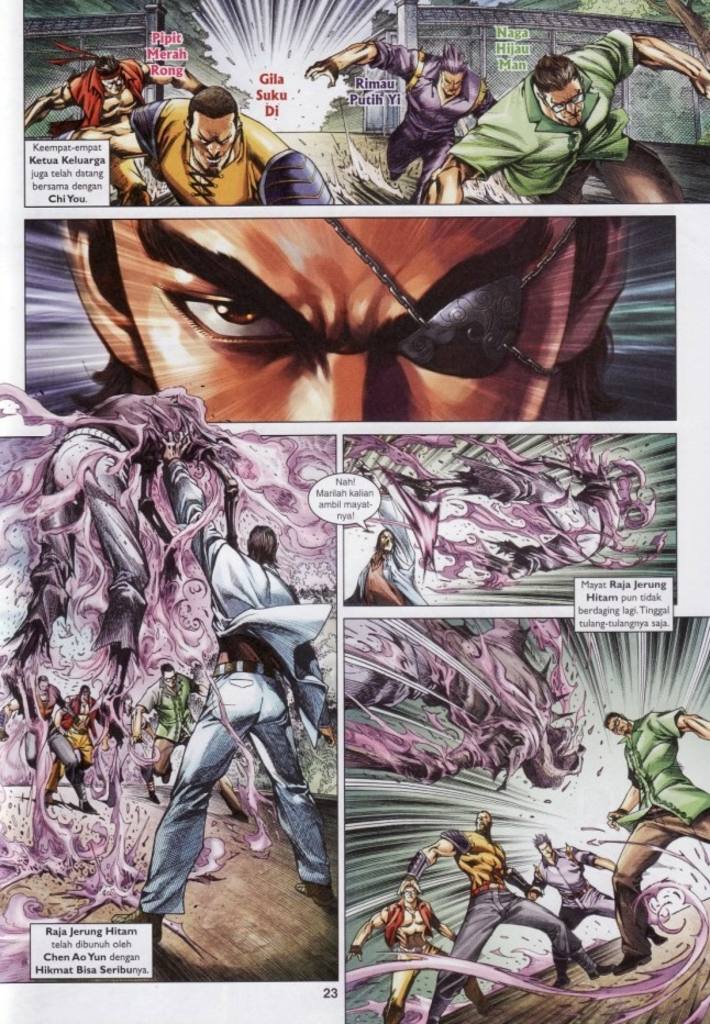 Pipit
Merah
Rong
Gila
Suku
Di
Rimau
Putih Yi
Naga
Hijau
Man
Keempat-empat
Ketua Keluarga
juga telah datang
bersama dengan
Chi You.
Nah!
Marilah kalian
ambil mayat-
nya!
Mayat Raja Jerung
Hitam pun tidak
berdaging lagi. Tinggal
tulang-tulangnya saja.
Raja Jerung Hitam
telah dibunuh oleh
Chen Ao Yun dengan
Hikmat Bisa Seribunya.
23